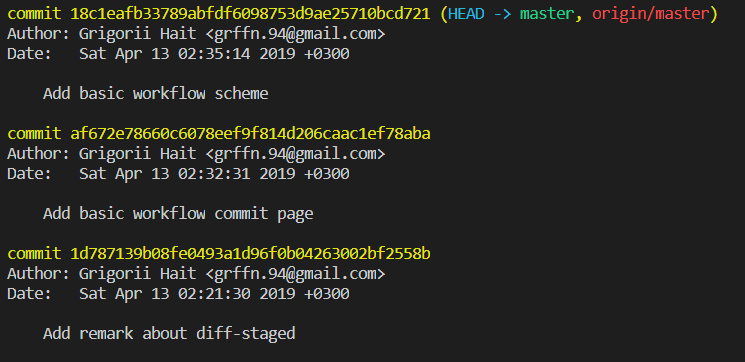 commit 18c1eafb33789abfdf6098753d9ae25710bcd721 (HEAD -> master, origin/master)
Author: Grigorii Hait <grffn.94@gmail.com>
Date:   Sat Apr 13 02:35:14 2019 +0300
    Add basic workflow scheme
commit af672e78660c6078eef9f814d206caac1ef78aba
Author: Grigorii Hait <grffn.94@gmail.com>
Date:   Sat Apr 13 02:32:31 2019 +0300
    Add basic workflow commit page
commit 1d787139b08fe0493a1d96f0b04263002bf2558b
Author: Grigorii Hait <grffn.94@gmail.com>
Date:   Sat Apr 13 02:21:30 2019 +0300
    Add remark about diff-staged